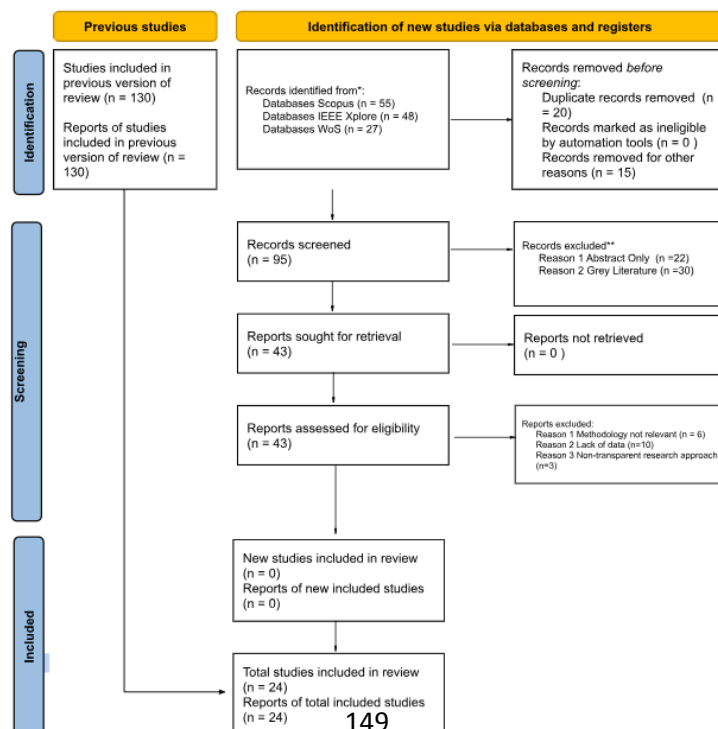 Previous studies
Identification of new studies via databases and registers
Identification
Studies included in
previous version of
review (n = 130)
Reports of studies
included in previous
version of review (n =
130)
Records identified from*:
Databases Scopus (n = 55)
Databases IEEE Xplore (n = 48)
Databases WoS (n = 27)
Records removed before
screening:
Duplicate records removed (n
= 20)
Records marked as ineligible
by automation tools (n = 0 )
Records removed for other
reasons (n = 15)
Screening
Records screened
(n = 95)
Records excluded**
Reason 1 Abstract Only (n =22)
Reason 2 Grey Literature (n =30)
Reports sought for retrieval
(n = 43)
Reports not retrieved
(n = 0 )
Reports assessed for eligibility
(n = 43)
Reports excluded:
Reason 1 Methodology not relevant (n = 6)
Reason 2 Lack of data (n=10)
Reason 3 Non-transparent research approach
(n=3)
Included
New studies included in review
(n = 0)
Reports of new included studies
(n = 0)
Total studies included in review
(n = 24)
Reports of total included studies
(n = 24)
149